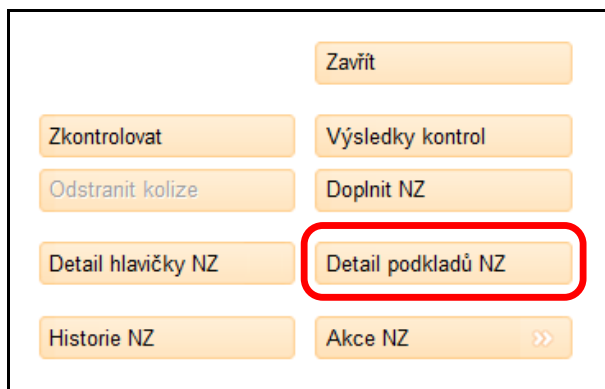 Zavřít
Zkontrolovat Výsledky kontrol
Odstranit kolize Doplnit NZ
Detail hlavičky NZ Detail podkladů NZ
Historie NZ Akce NZ